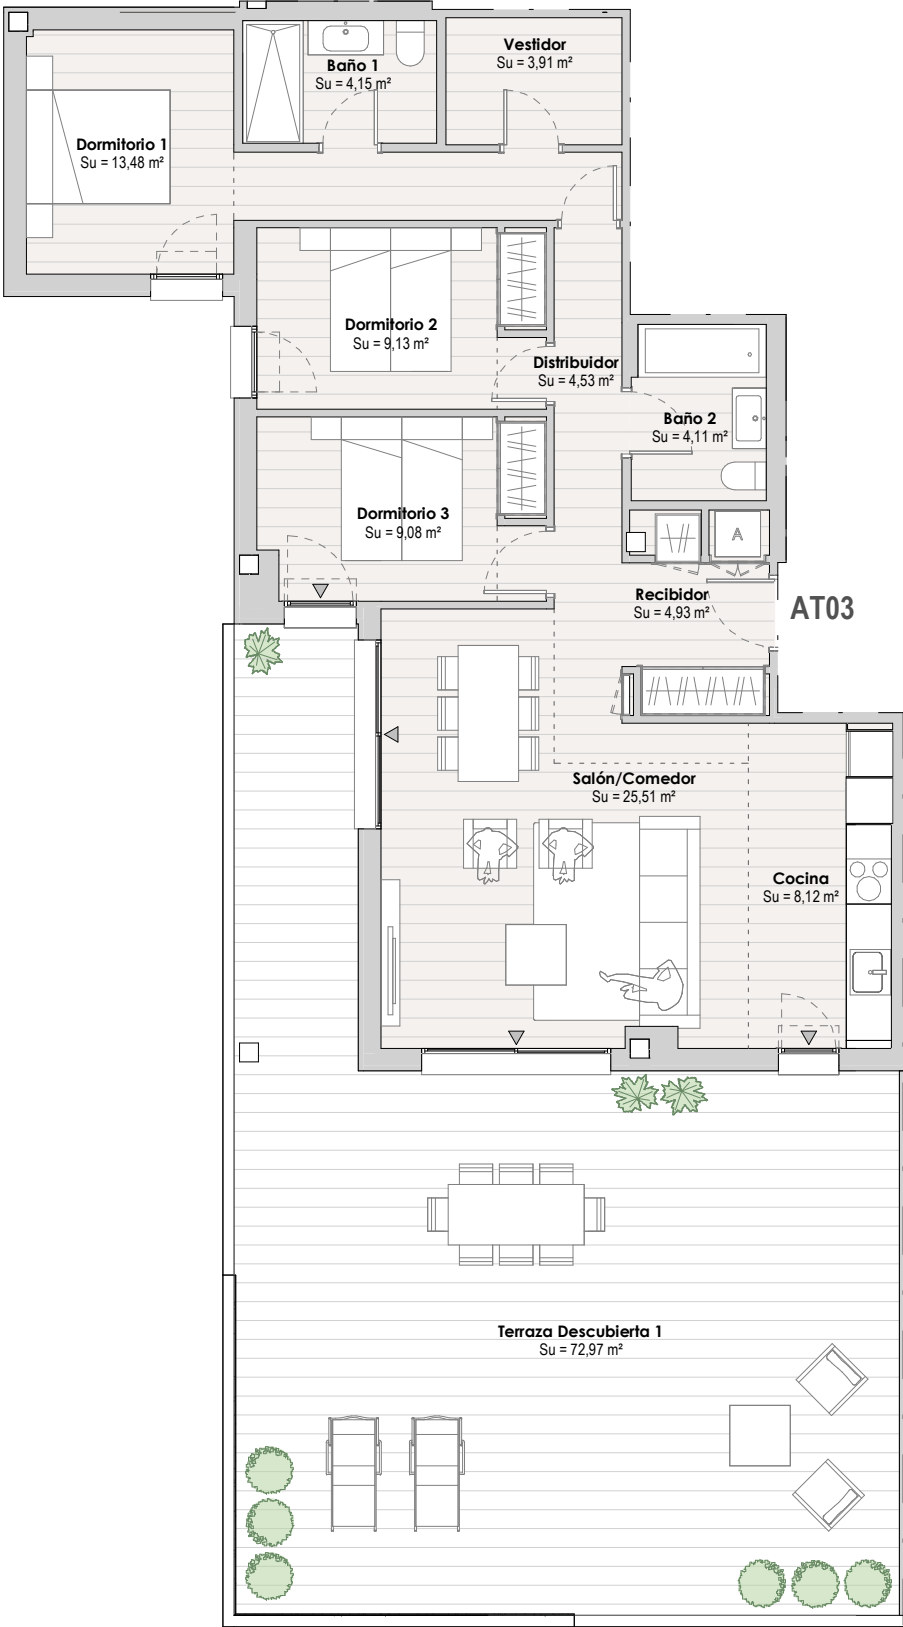 Vestidor
Su = 3,91 m²
Baño 1
Su = 4,15 m²
Dormitorio 1
Su = 13,48 m²
Dormitorio 2
Su = 9,13 m²
Distribuidor
Su = 4,53 m²
Baño 2
Su = 4,11 m²
Dormitorio 3
Su = 9,08 m²
A
Recibidor
Su = 4,93 m²
AT03
Salón/Comedor
Su = 25,51 m²
Cocina
Su = 8,12 m²
Terraza Descubierta 1
Su = 72,97 m²